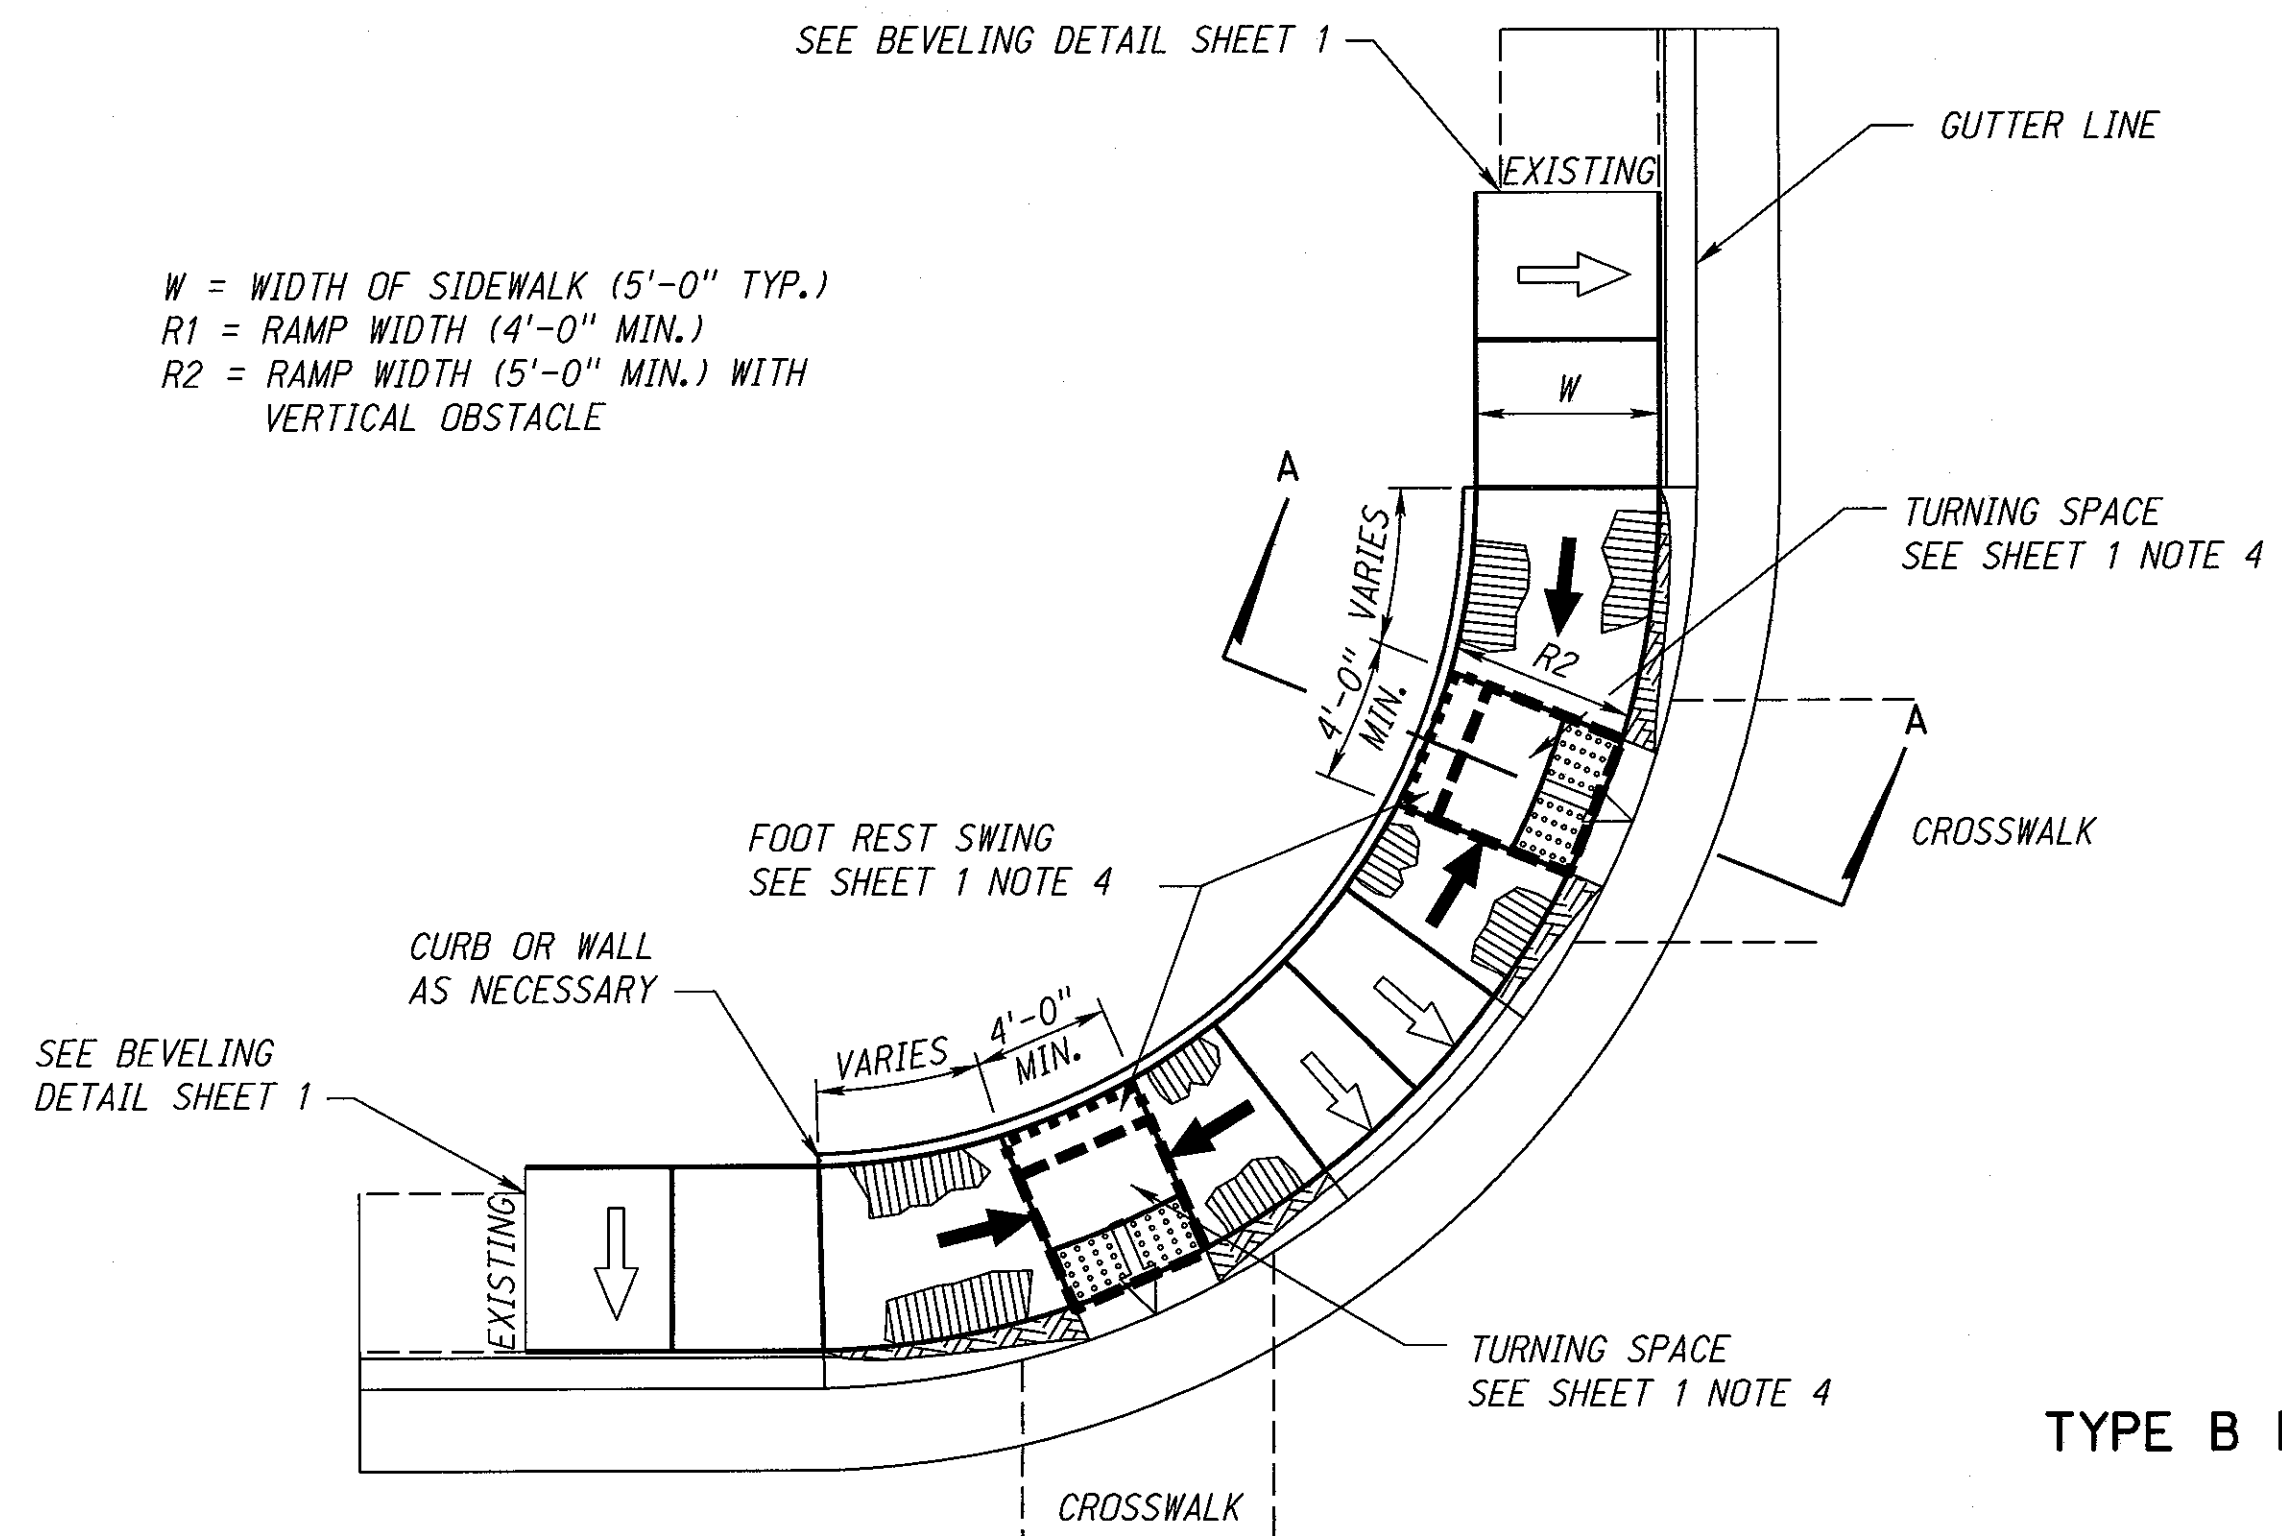 SEE BEVELING DETAIL SHEET 1
GUTTER LINE
EXISTING
W = WIDTH OF SIDEWALK (5'-0" TYP.)
R1 = RAMP WIDTH (4'-0" MIN.)
R2 = RAMP WIDTH (5'-0" MIN.) WITH
VERTICAL OBSTACLE
W
A
VARIES
TURNING SPACE
SEE SHEET 1 NOTE 4
R2
4'-0"
MIN.
A
CROSSWALK
FOOT REST SWING
SEE SHEET 1 NOTE 4
CURB OR WALL
AS NECESSARY
4'-0"
MIN.
VARIES
SEE BEVELING
DETAIL SHEET 1
EXISTING
TURNING SPACE
SEE SHEET 1 NOTE 4
TYPE B
CROSSWALK